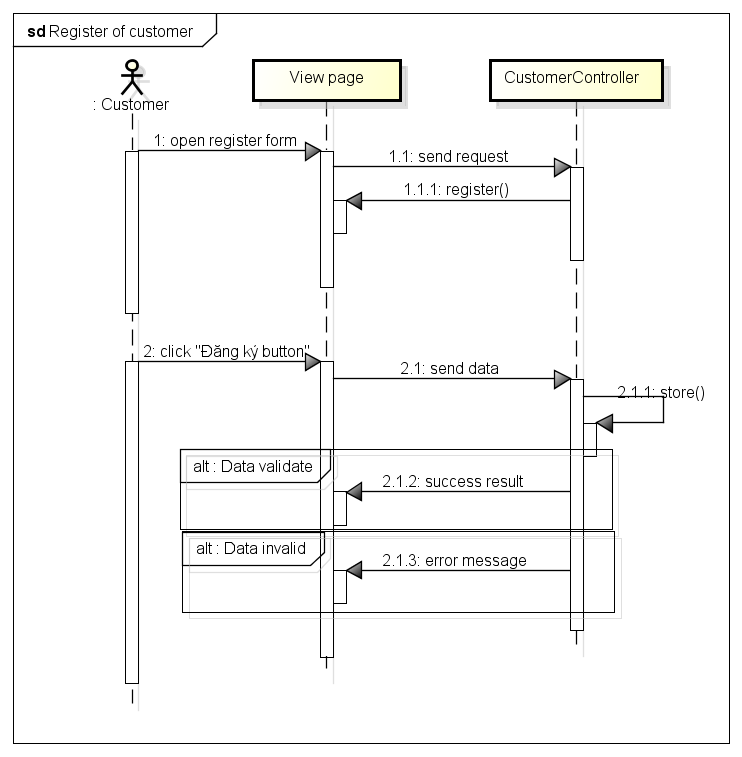 sd Register of customer
: Customer
View page
CustomerController
1: open register form
1.1: send request
1.1.1: register()
2: click "Đăng ký button"
2.1: send data
2.1.1: store()
alt : Data validate
2.1.2: success result
alt : Data invalid
2.1.3: error message